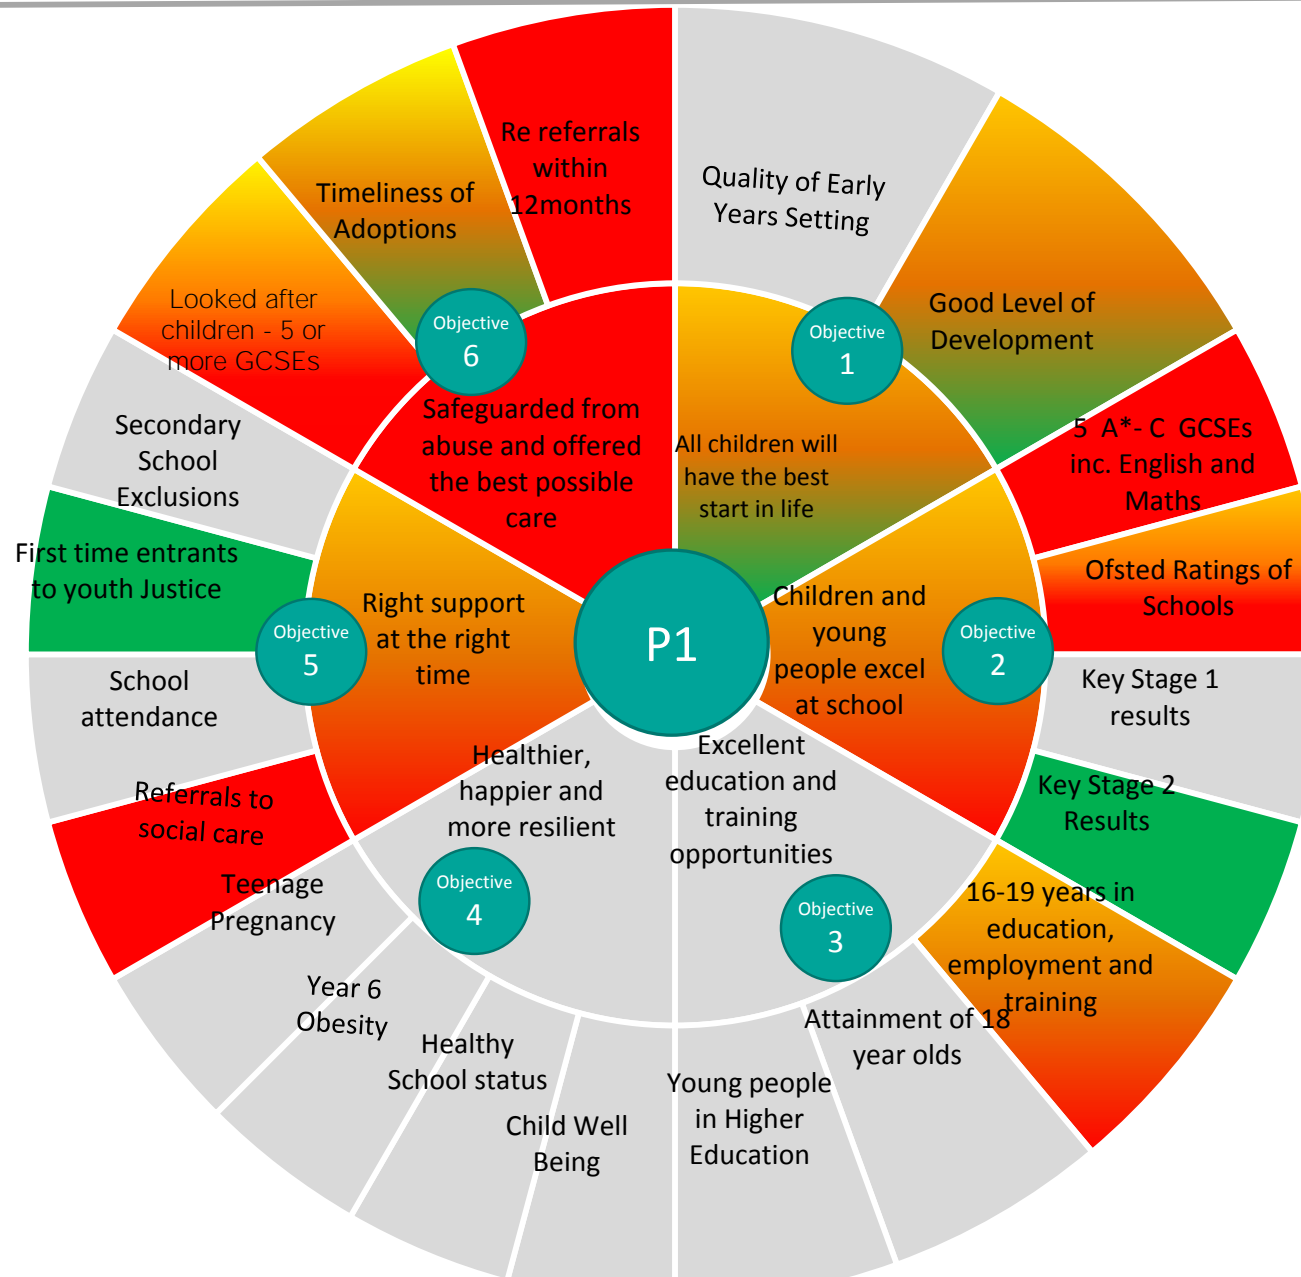 Re referrals
within
12months
Quality of Early
Years Setting
Timeliness of
Adoptions
Good Level of
Development
Looked after
children - 5 or
more GCSEs
Objective
6
Objective
1
Safeguarded from
abuse and offered
the best possible
care
All children will
have the best
start in life
5 A*- C GCSEs
inc. English and
Maths
Secondary
School
Exclusions
First time entrants
to youth Justice
Ofsted Ratings of
Schools
Right support
at the right
time
Objective
5
P1
Children and
young
people excel
at school
Objective
2
School
attendance
Key Stage 1
results
Referrals to
social care
Healthier,
happier and
more resilient
Excellent
education and
training
opportunities
Key Stage 2
Results
Teenage
Pregnancy
Objective
4
Objective
3
16-19 years in
education,
employment and
training
Year 6
Obesity
Healthy
School status
Attainment of 18
year olds
Child Well
Being
Young people
in Higher
Education